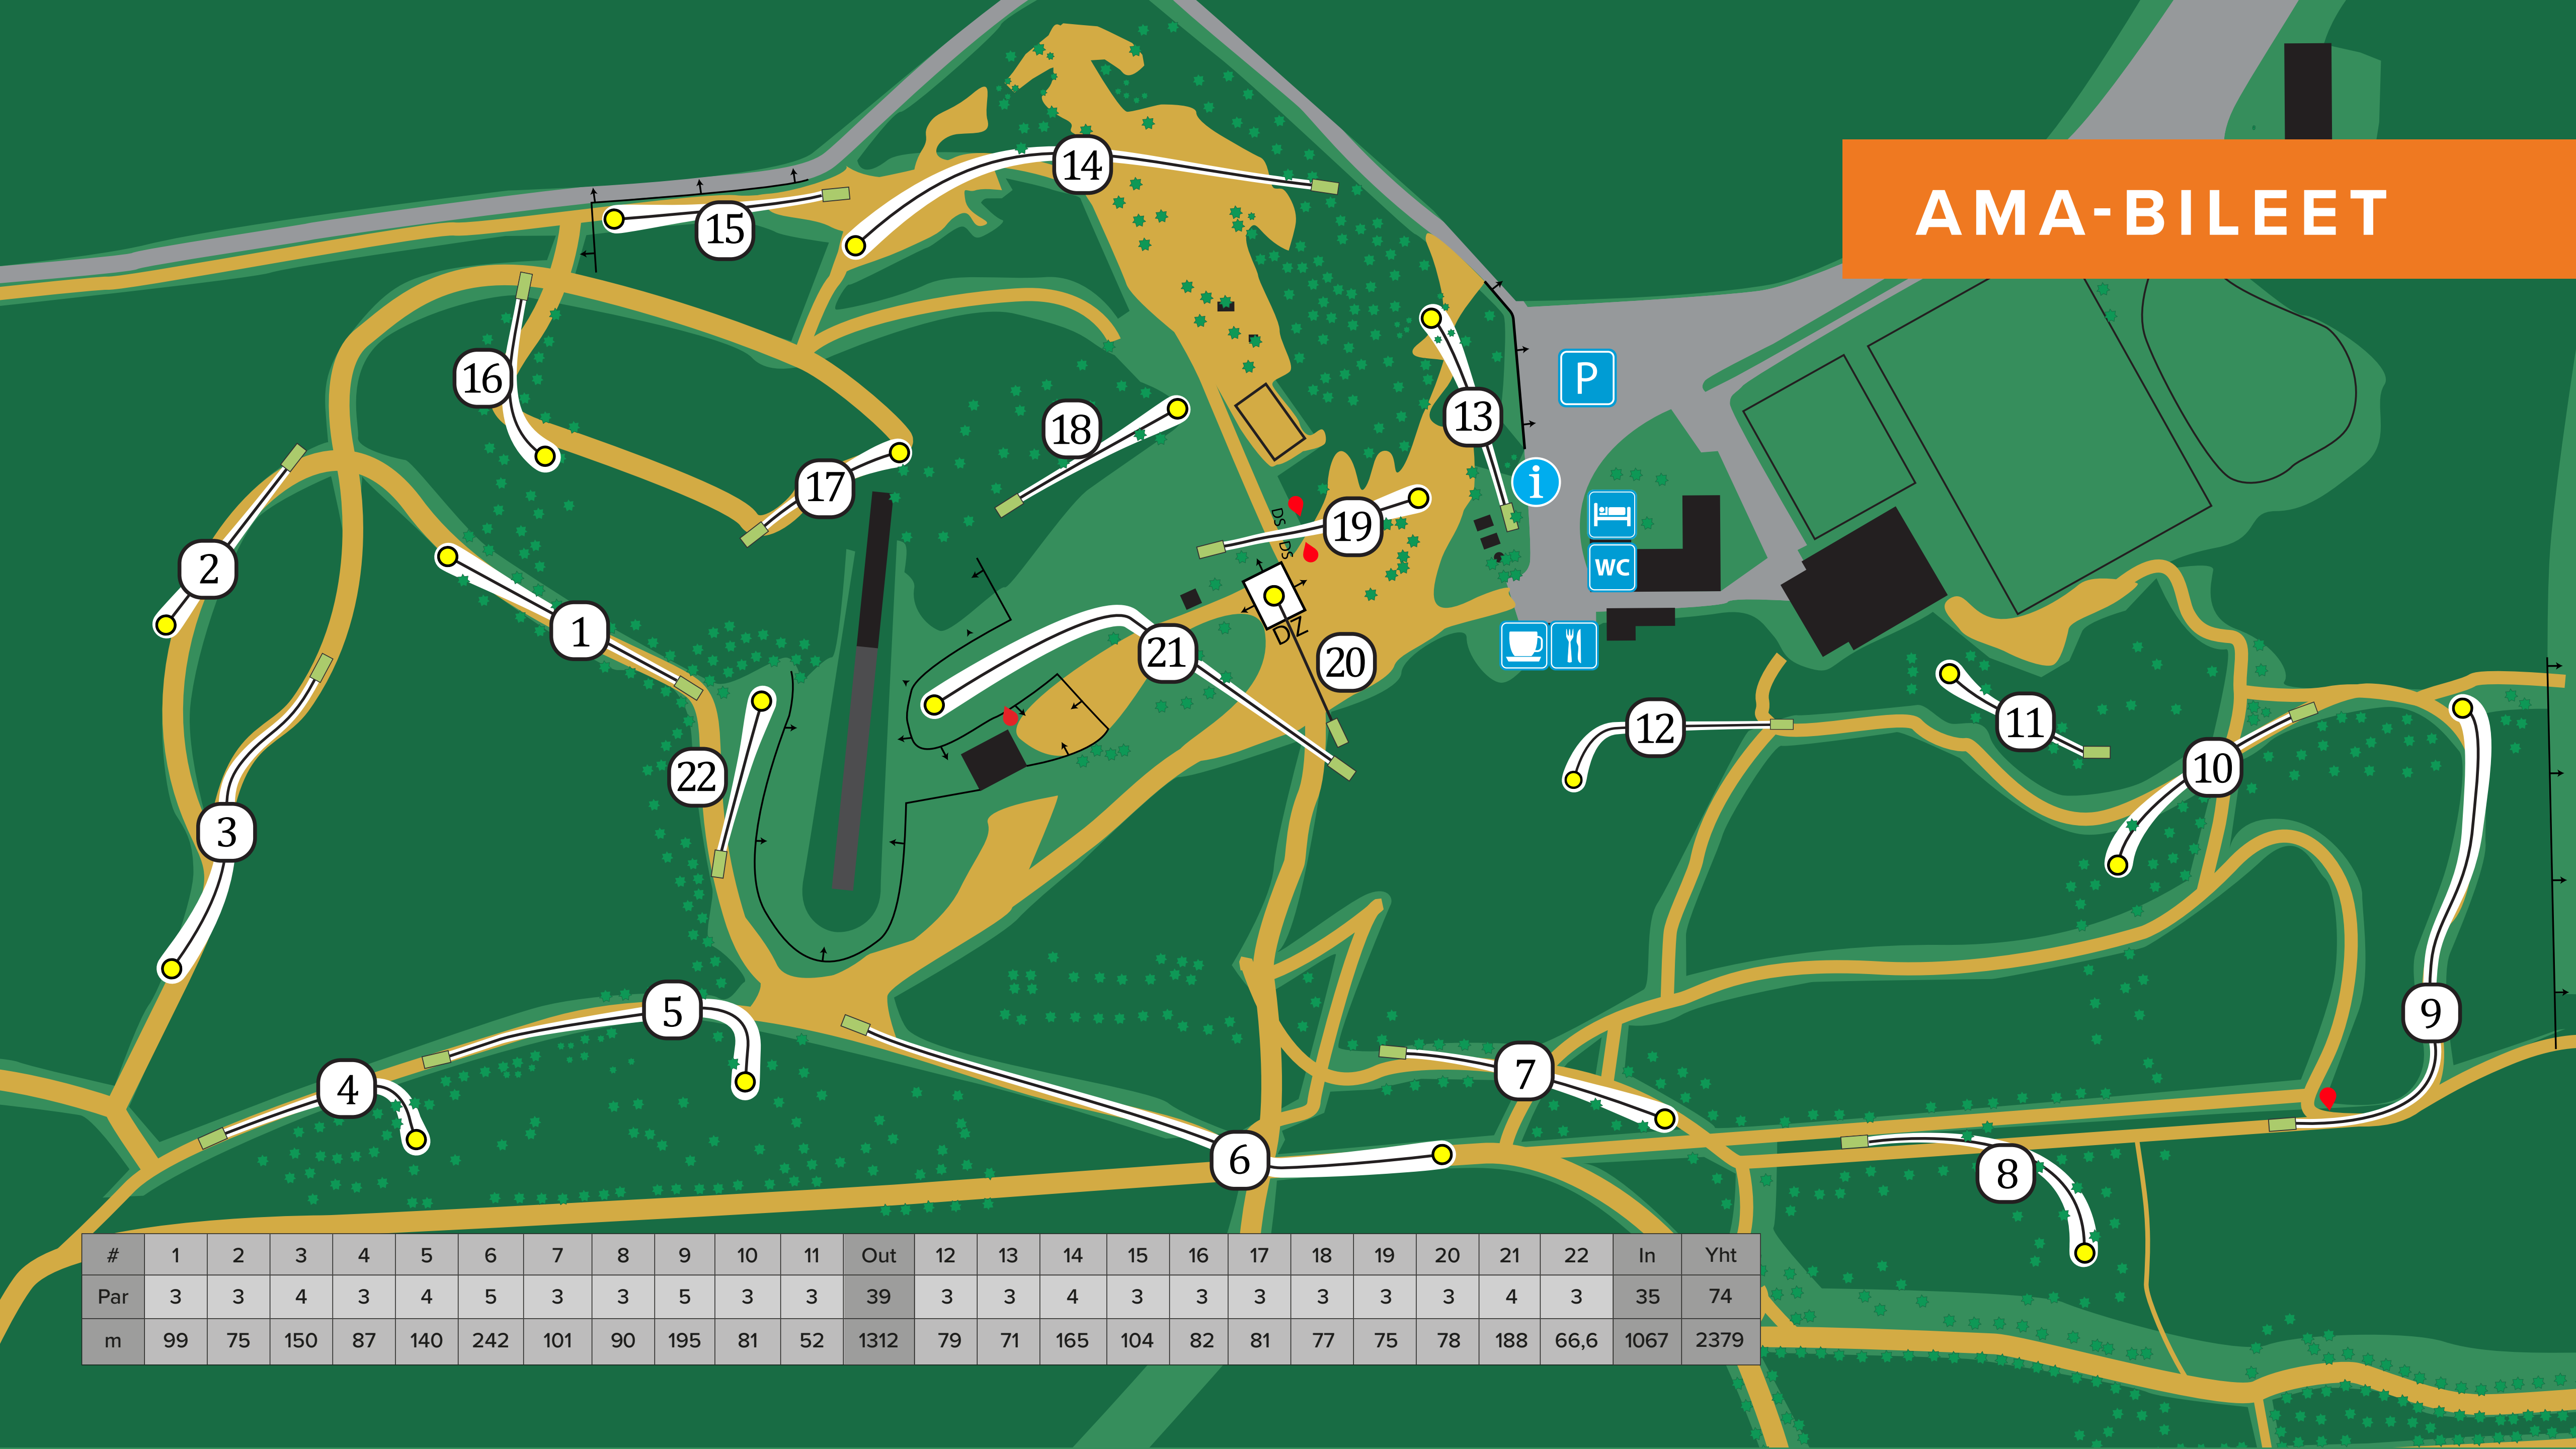 14
15
AMA-BILEET
16
P
13
18
17
i
DS
19
DS
2
WC
1
DZ
21
20
12
11
22
10
3
5
9
7
4
6
8
# 1 2 3 4 5 6 7 8 9 10 11 Out 12 13 14 15 16 17 18 19 20 21 22 In Yht
Par 3 3 4 3 4 5 3 3 5 3 3 39 3 3 4 3 3 3 3 3 3 4 3 35 74
m 99 75 150 87 140 242 101 90 195 81 52 1312 79 71 165 104 82 81 77 75 78 188 66,6 1067 2379